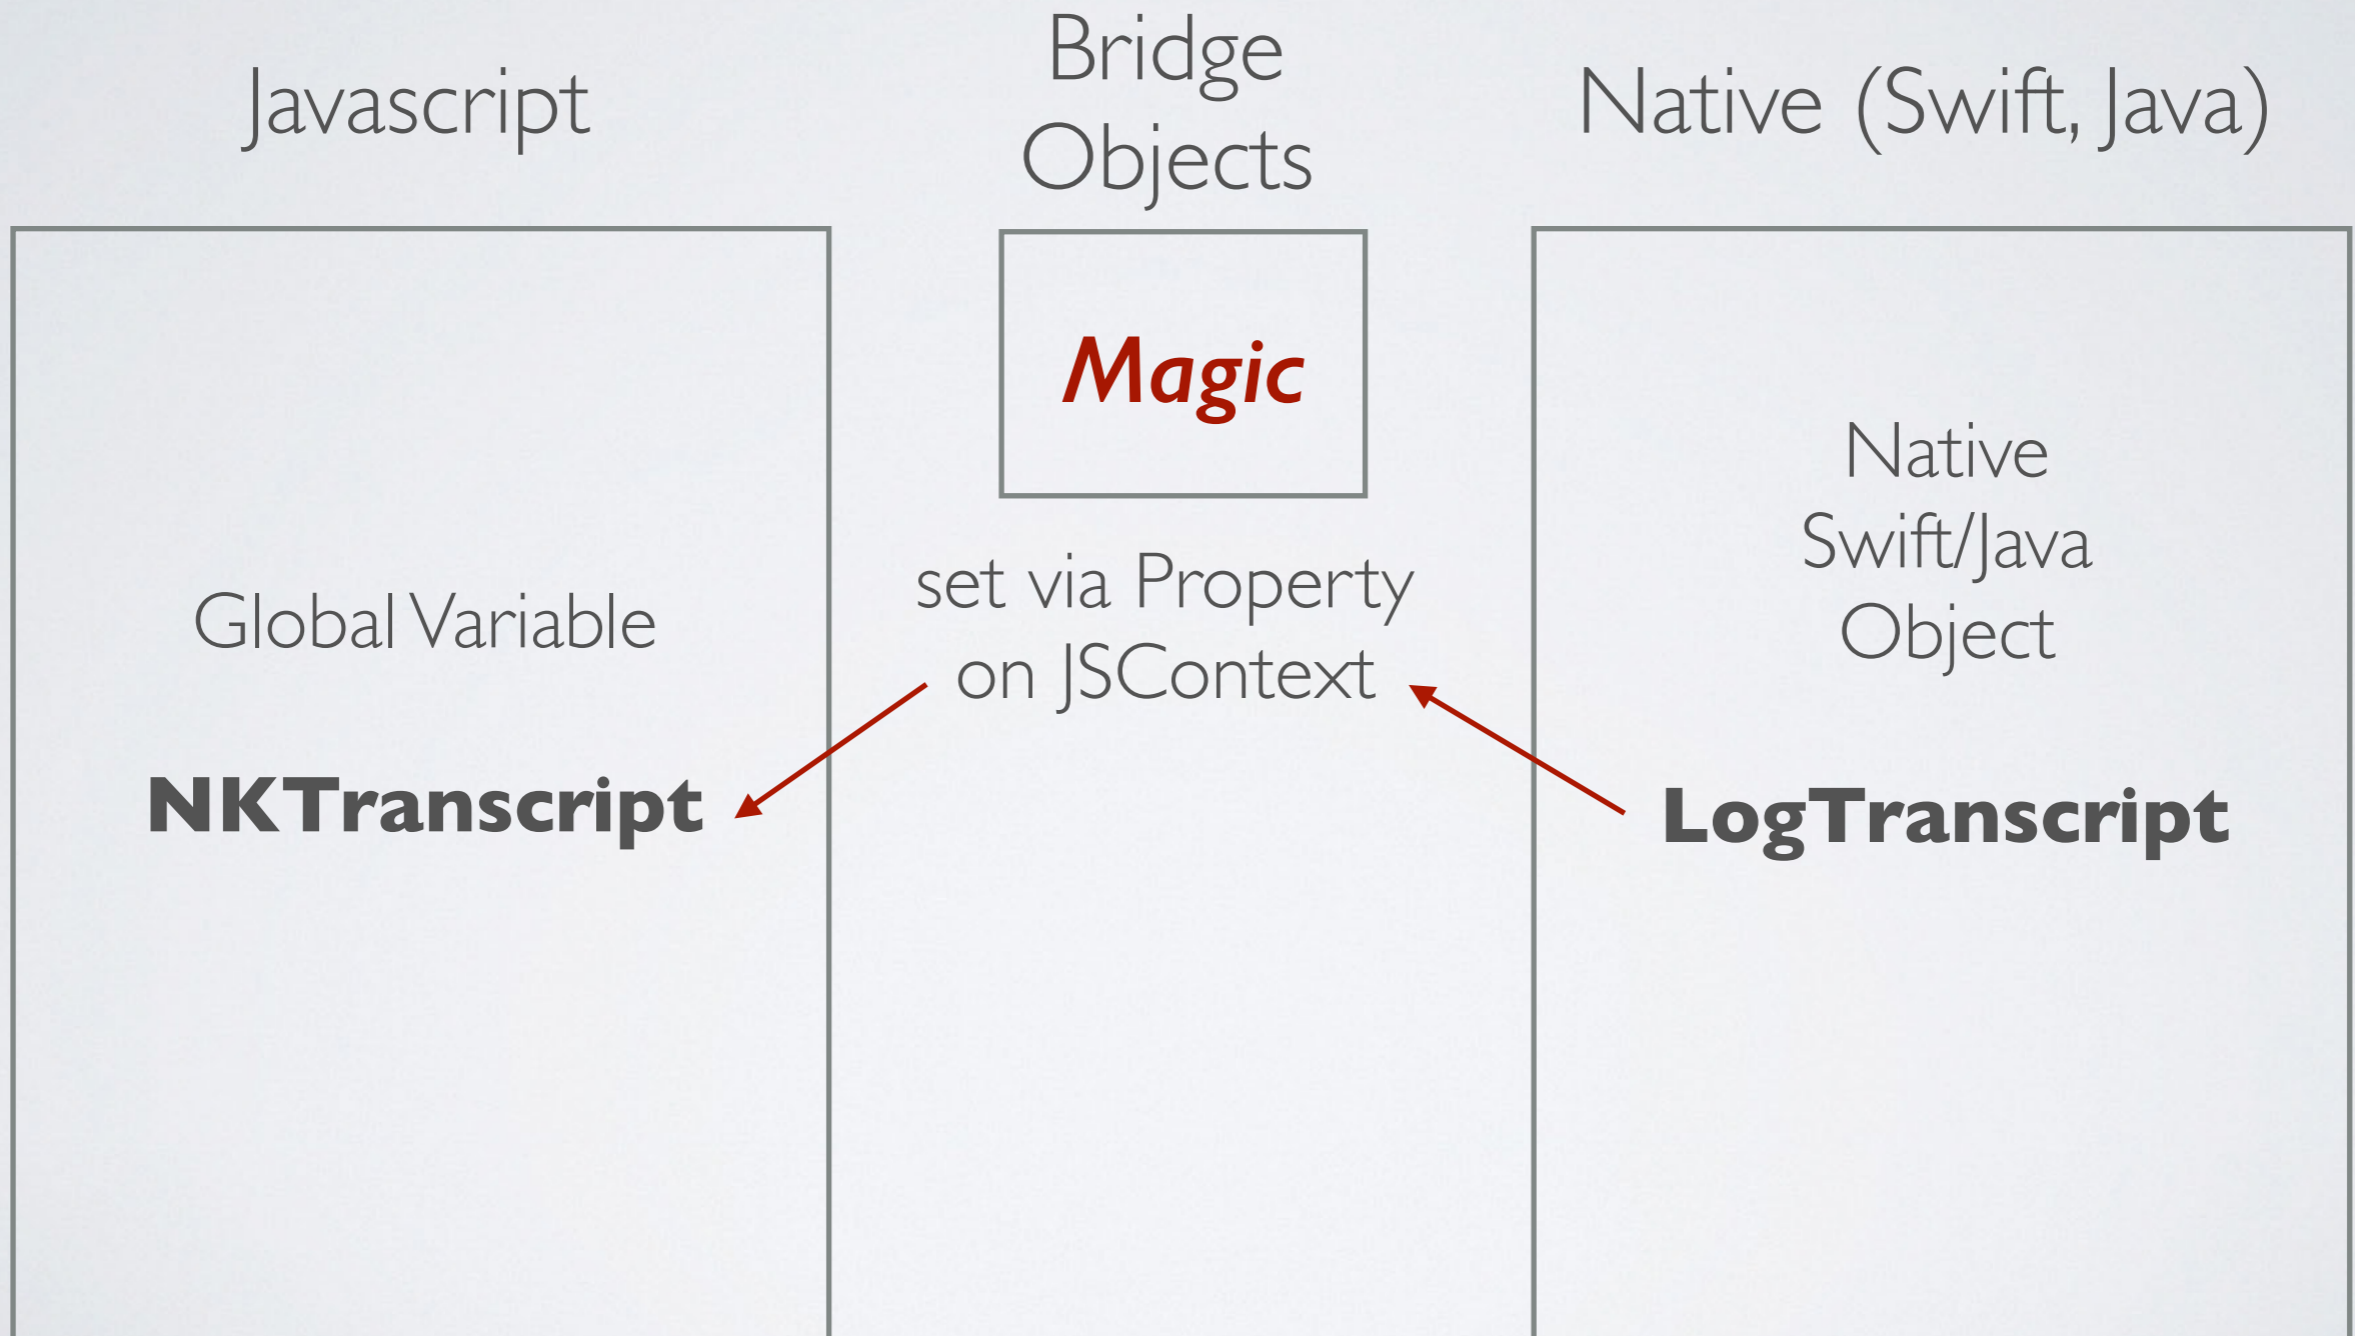 Javascript
Bridge
Objects
Native (Swift, Java)
Magic
Global Variable
NKTranscript
set via Property
on JSContext
Native
Swift/Java
Object
LogTranscript